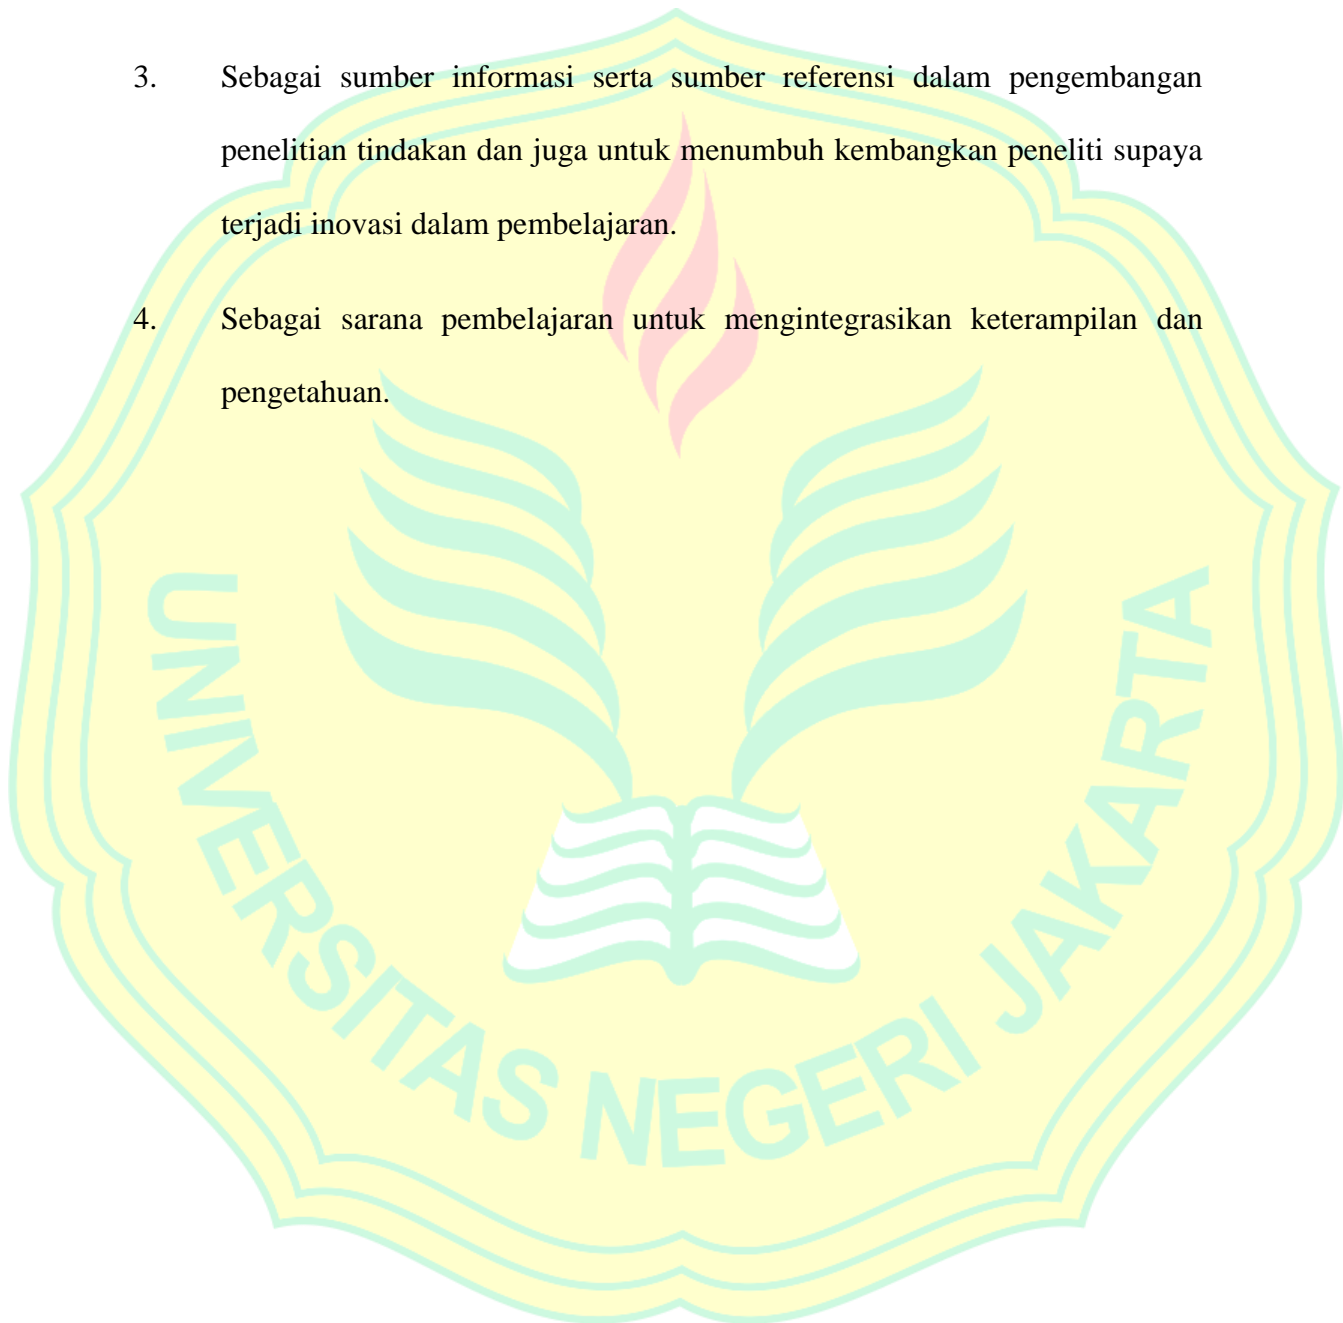 3. Sebagai sumber informasi serta sumber referensi dalam pengembangan
penelitian tindakan dan juga untuk menumbuh kembangkan peneliti supaya
terjadi inovasi dalam pembelajaran.
4. Sebagai sarana pembelajaran untuk mengintegrasikan keterampilan dan
pengetahuan.
UNIVERSITAS NEGERI JAKARTA